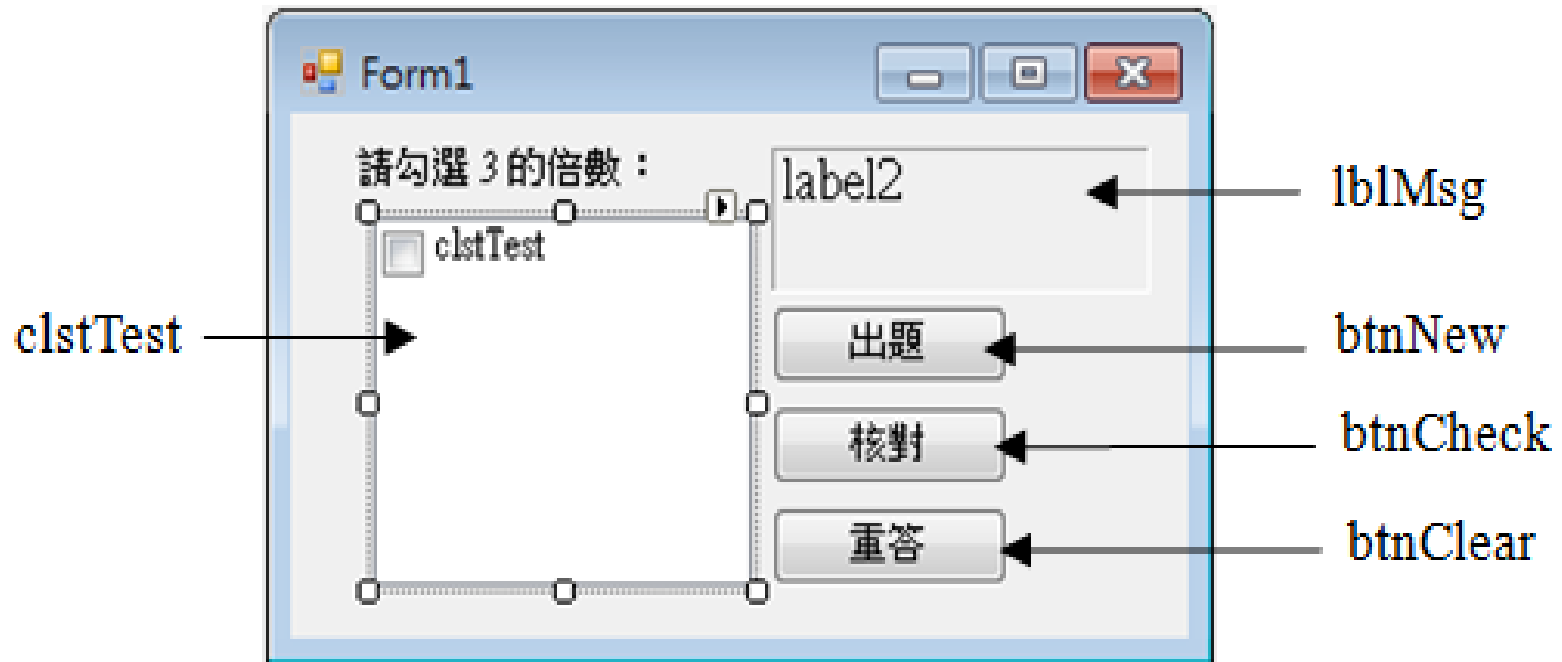 Form1
請勾選 3 的倍數：
label2
lblMsg
clstTest
clstTest
出題
btnNew
核對
btnCheck
重答
btnClear